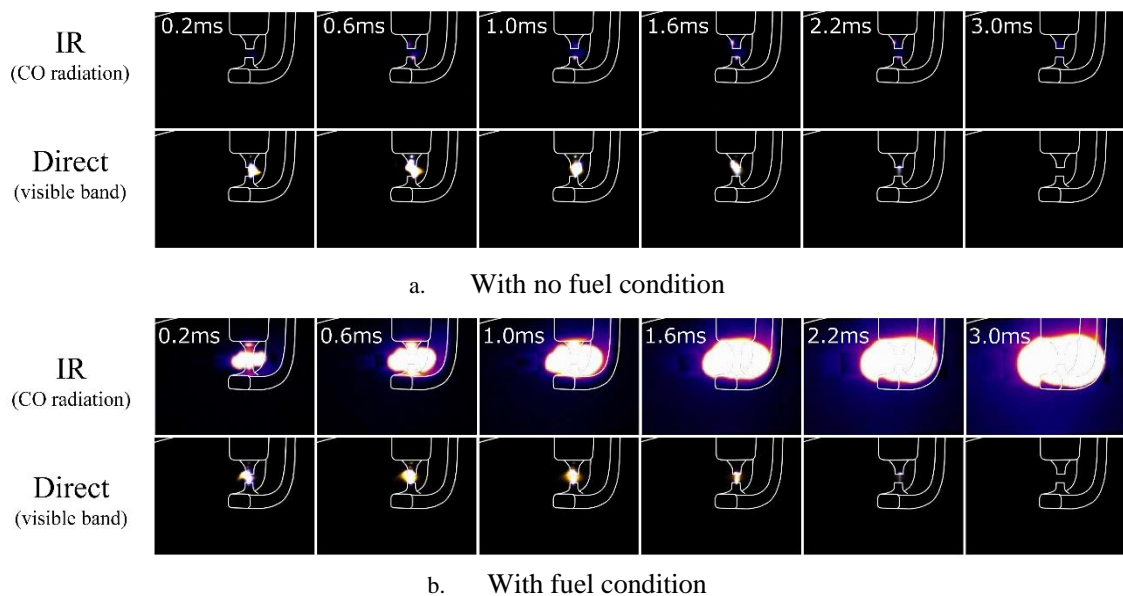 IR
(CO radiation)
0.2ms 0.6ms 1.0ms 1.6ms 2.2ms 3.0ms
Direct
(visible band)
a. With no fuel condition
IR
(CO radiation)
0.2ms 0.6ms 1.0ms 1.6ms 2.2ms 3.0ms
Direct
(visible band)
b. With fuel condition